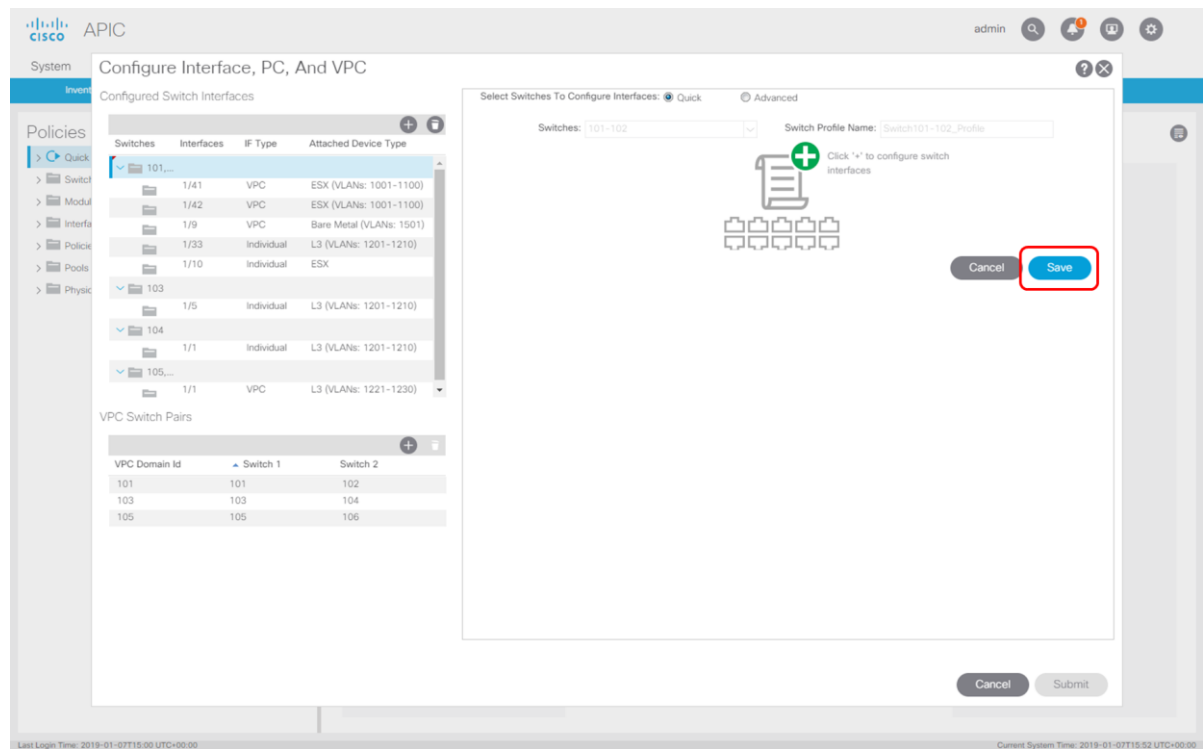 CISCO APIC
admin
1
System
Configure Interface, PC, And VPC
Invent
Configured Switch Interfaces
Policies
Quick
Switch
Modul
Interfa
Policie
Pools
Physic
Switches Interfaces IF Type Attached Device Type
101,...
1/41 VPC ESX (VLANs: 1001-1100)
1/42 VPC ESX (VLANs: 1001-1100)
1/9 VPC Bare Metal (VLANs: 1501)
1/33 Individual L3 (VLANs: 1201-1210)
1/10 Individual ESX
103
1/5 Individual L3 (VLANs: 1201-1210)
104
1/1 Individual L3 (VLANs: 1201-1210)
105,...
1/1 VPC L3 (VLANs: 1221-1230)
VPC Switch Pairs
VPC Domain Id Switch 1 Switch 2
101 101 102
103 103 104
105 105 106
Select Switches To Configure Interfaces: Quick Advanced
Switches: 101-102 Switch Profile Name: Switch101-102_Profile
Click '+' to configure switch
interfaces
Cancel Save
Cancel Submit
Last Login Time: 2019-01-07T15:00 UTC+00:00 Current System Time: 2019-01-07T15:52 UTC+00:00